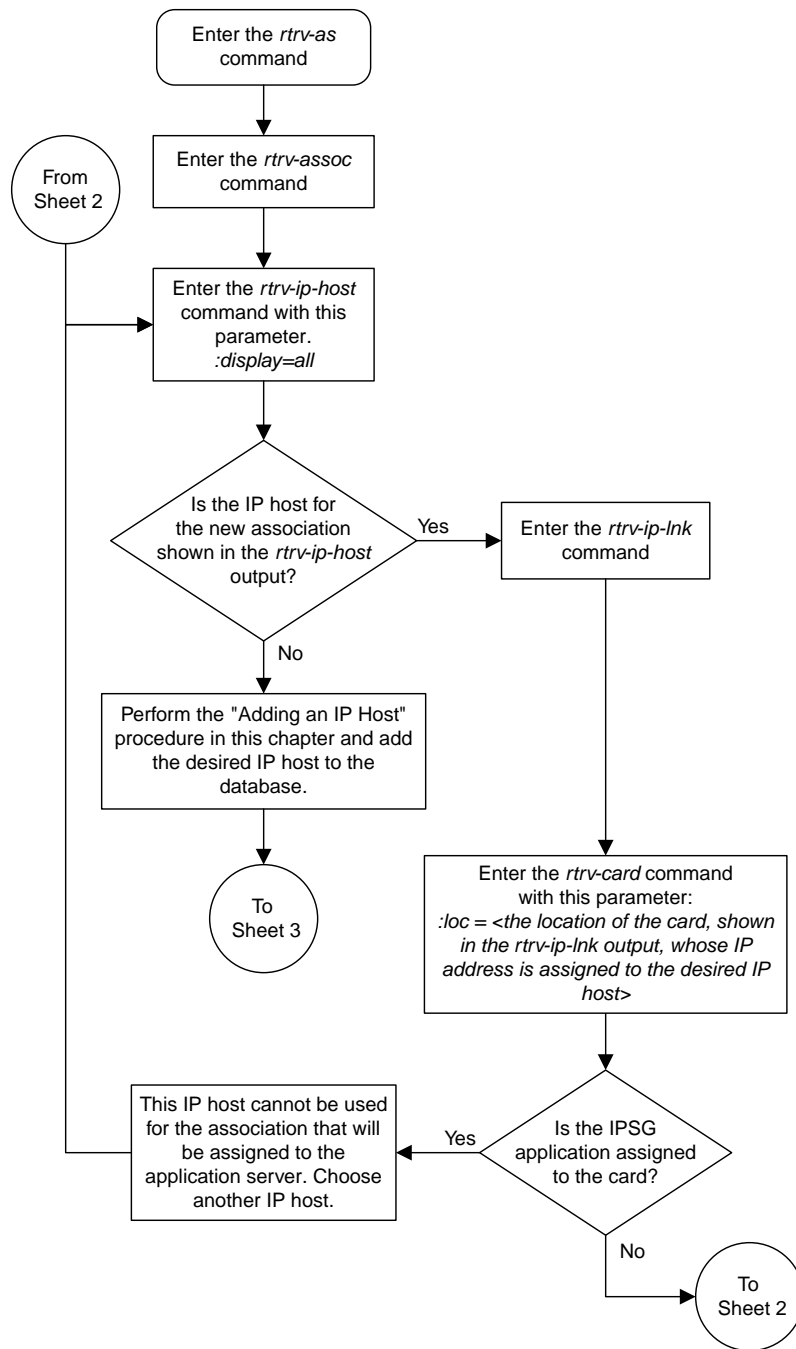 Enter the rtrv-as
command
From
Sheet 2
Enter the rtrv-assoc
command
Enter the rtrv-ip-host
command with this
parameter.
:display=all
Is the IP host for
the new association
shown in the rtrv-ip-host
output?
Yes
Enter the rtrv-ip-lnk
command
No
Perform the "Adding an IP Host"
procedure in this chapter and add
the desired IP host to the
database.
To
Sheet 3
Enter the rtrv-card command
with this parameter:
:loc = <the location of the card, shown
in the rtrv-ip-lnk output, whose IP
address is assigned to the desired IP
host>
This IP host cannot be used
for the association that will
be assigned to the
application server. Choose
another IP host.
Yes
Is the IPSG
application assigned
to the card?
No
To
Sheet 2